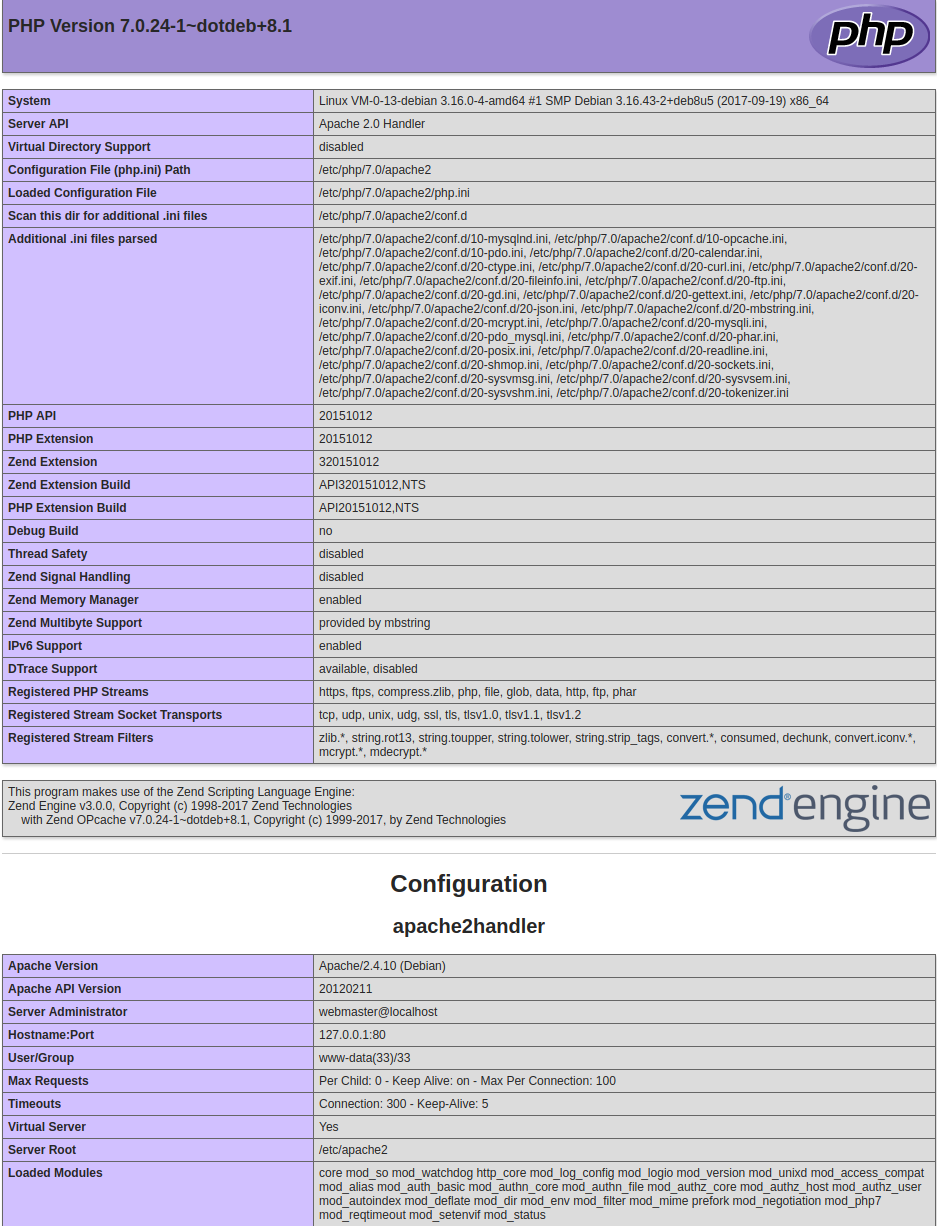 PHP Version 7.0.24-1~dotdeb+8.1
php
System Linux VM-0-13-debian 3.16.0-4-amd64 #1 SMP Debian 3.16.43-2+deb8u5 (2017-09-19) x86_64
Server API Apache 2.0 Handler
Virtual Directory Support disabled
Configuration File (php.ini) Path /etc/php/7.0/apache2
Loaded Configuration File /etc/php/7.0/apache2/php.ini
Scan this dir for additional .ini files /etc/php/7.0/apache2/conf.d
Additional .ini files parsed /etc/php/7.0/apache2/conf.d/10-mysqlnd.ini, /etc/php/7.0/apache2/conf.d/10-opcache.ini,
/etc/php/7.0/apache2/conf.d/10-pdo.ini, /etc/php/7.0/apache2/conf.d/20-calendar.ini,
/etc/php/7.0/apache2/conf.d/20-ctype.ini, /etc/php/7.0/apache2/conf.d/20-curl.ini, /etc/php/7.0/apache2/conf.d/20-
exif.ini, /etc/php/7.0/apache2/conf.d/20-fileinfo.ini, /etc/php/7.0/apache2/conf.d/20-ftp.ini,
/etc/php/7.0/apache2/conf.d/20-gd.ini, /etc/php/7.0/apache2/conf.d/20-gettext.ini, /etc/php/7.0/apache2/conf.d/20-
iconv.ini, /etc/php/7.0/apache2/conf.d/20-json.ini, /etc/php/7.0/apache2/conf.d/20-mbstring.ini,
/etc/php/7.0/apache2/conf.d/20-mcrypt.ini, /etc/php/7.0/apache2/conf.d/20-mysqli.ini,
/etc/php/7.0/apache2/conf.d/20-pdo_mysql.ini, /etc/php/7.0/apache2/conf.d/20-phar.ini,
/etc/php/7.0/apache2/conf.d/20-posix.ini, /etc/php/7.0/apache2/conf.d/20-readline.ini,
/etc/php/7.0/apache2/conf.d/20-shmop.ini, /etc/php/7.0/apache2/conf.d/20-sockets.ini,
/etc/php/7.0/apache2/conf.d/20-sysvmsg.ini, /etc/php/7.0/apache2/conf.d/20-sysvsem.ini,
/etc/php/7.0/apache2/conf.d/20-sysvshm.ini, /etc/php/7.0/apache2/conf.d/20-tokenizer.ini
PHP API 20151012
PHP Extension 20151012
Zend Extension 320151012
Zend Extension Build API320151012,NTS
PHP Extension Build API20151012,NTS
Debug Build no
Thread Safety disabled
Zend Signal Handling disabled
Zend Memory Manager enabled
Zend Multibyte Support provided by mbstring
IPv6 Support enabled
DTrace Support available, disabled
Registered PHP Streams https, ftps, compress.zlib, php, file, glob, data, http, ftp, phar
Registered Stream Socket Transports tcp, udp, unix, udg, ssl, tls, tlsv1.0, tlsv1.1, tlsv1.2
Registered Stream Filters zlib.*, string.rot13, string.toupper, string.tolower, string.strip_tags, convert.*, consumed, dechunk, convert.iconv.*,
mcrypt.*, mdecrypt.*
This program makes use of the Zend Scripting Language Engine:
Zend Engine v3.0.0, Copyright (c) 1998-2017 Zend Technologies
with Zend OPcache v7.0.24-1~dotdeb+8.1, Copyright (c) 1999-2017, by Zend Technologies
zend® engine
Configuration
apache2handler
Apache Version Apache/2.4.10 (Debian)
Apache API Version 20120211
Server Administrator webmaster@localhost
Hostname:Port 127.0.0.1:80
User/Group www-data(33)/33
Max Requests Per Child: 0 - Keep Alive: on - Max Per Connection: 100
Timeouts Connection: 300 - Keep-Alive: 5
Virtual Server Yes
Server Root /etc/apache2
Loaded Modules core mod_so mod_watchdog http_core mod_log_config mod_logio mod_version mod_unixd mod_access_compat
mod_alias mod_auth_basic mod_authn_core mod_authn_file mod_authz_core mod_authz_host mod_authz_user
mod_autoindex mod_deflate mod_dir mod_env mod_filter mod_mime prefork mod_negotiation mod_php7
mod_reqtimeout mod_setenvif mod_status